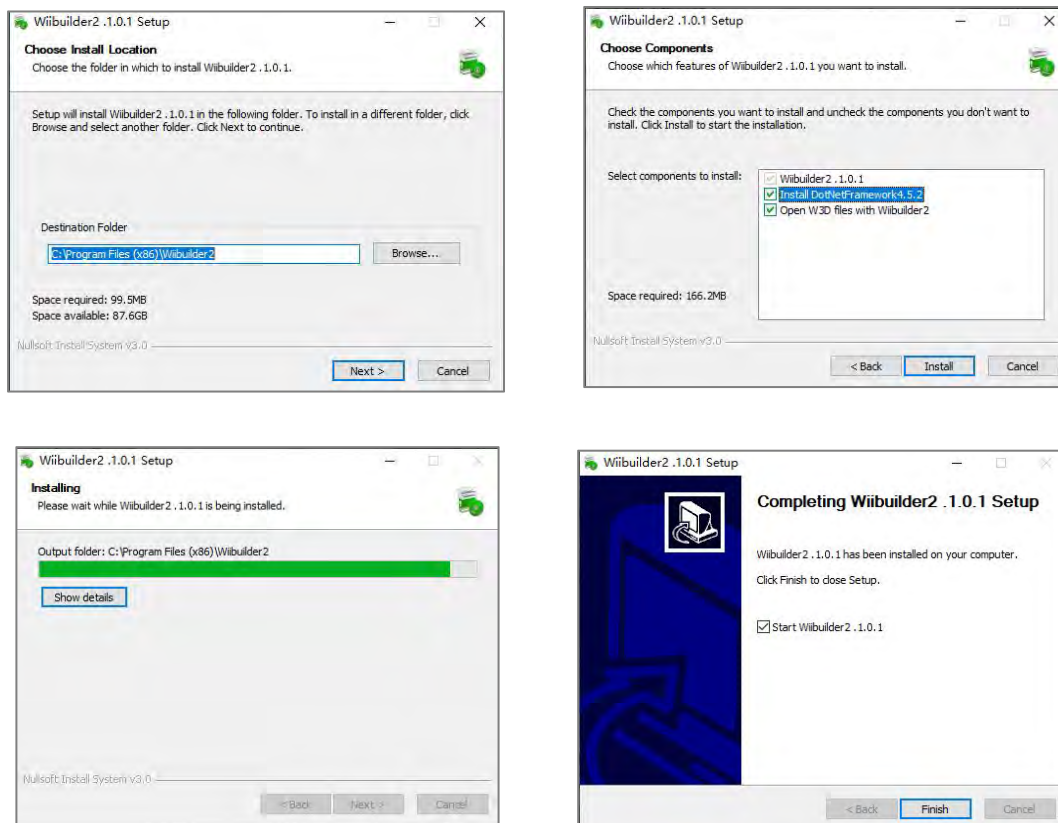 Wiibuilder2 .1.0.1 Setup
Choose Install Location
Choose the folder in which to install Wiibuilder2 .1.0.1.
Setup will install Wiibuilder2 .1.0.1 in the following folder. To install in a different folder, click
Browse and select another folder. Click Next to continue.
Destination Folder
C:\Program Files (x86)\Wiibuilder2
Browse...
Space required: 99.5MB
Space available: 87.6GB
Nullsoft Install System v3.0
Next >
Cancel
Wiibuilder2 .1.0.1 Setup
Choose Components
Choose which features of Wiibuilder2 .1.0.1 you want to install.
Check the components you want to install and uncheck the components you don't want to
install. Click Install to start the installation.
Select components to install:
Wiibuilder2 .1.0.1
Install DotNetFramework4.5.2
Open W3D files with Wiibuilder2
Space required: 166.2MB
Nullsoft Install System v3.0
< Back
Install
Cancel
Wiibuilder2 .1.0.1 Setup
Installing
Please wait while Wiibuilder2 .1.0.1 is being installed.
Output folder: C:\Program Files (x86)\Wiibuilder2
Show details
Nullsoft Install System v3.0
< Back
Next >
Cancel
Wiibuilder2 .1.0.1 Setup
Completing Wiibuilder2 .1.0.1 Setup
Wiibuilder2 .1.0.1 has been installed on your computer.
Click Finish to close Setup.
Start Wiibuilder2 .1.0.1
< Back
Finish
Cancel